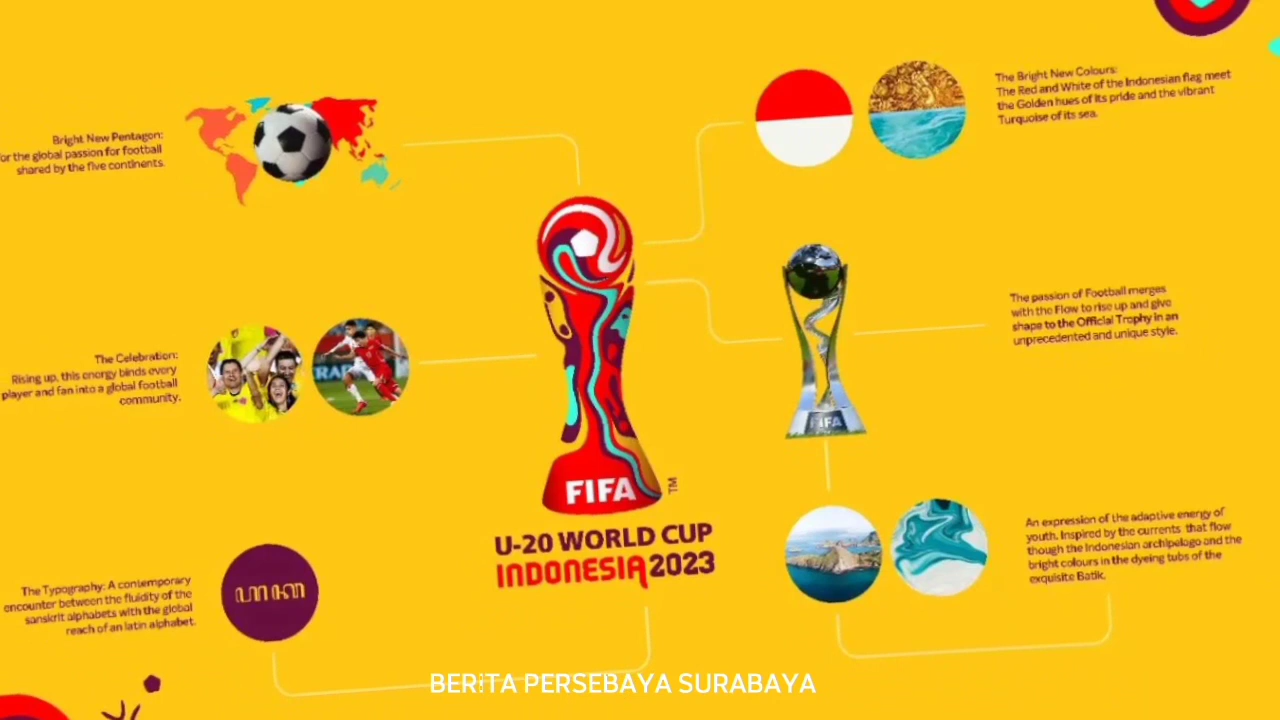 Bright New Pentagon:
for the global passion for football
shared by the five continents.
The Celebration:
Rising up, this energy binds every
player and fan into a global football
community.
The Typography: A contemporary
encounter between the fluidity of the
sanskrit alphabets with the global
reach of an latin alphabet.
FIFA
TM
U-20 WORLD CUP
INDONESIA 2023
The Bright New Colours:
The Red and White of the Indonesian flag meet
the Golden hues of its pride and the vibrant
Turquoise of its sea.
FIFA
The passion of Football merges
with the Flow to rise up and give
shape to the Official Trophy in an
unprecedented and unique style.
An expression of the adaptive energy of
youth. Inspired by the currents that flow
though the Indonesian archipelago and the
bright colours in the dyeing tubs of the
exquisite Batik.
BERITA PERSEBAYA SURABAYA